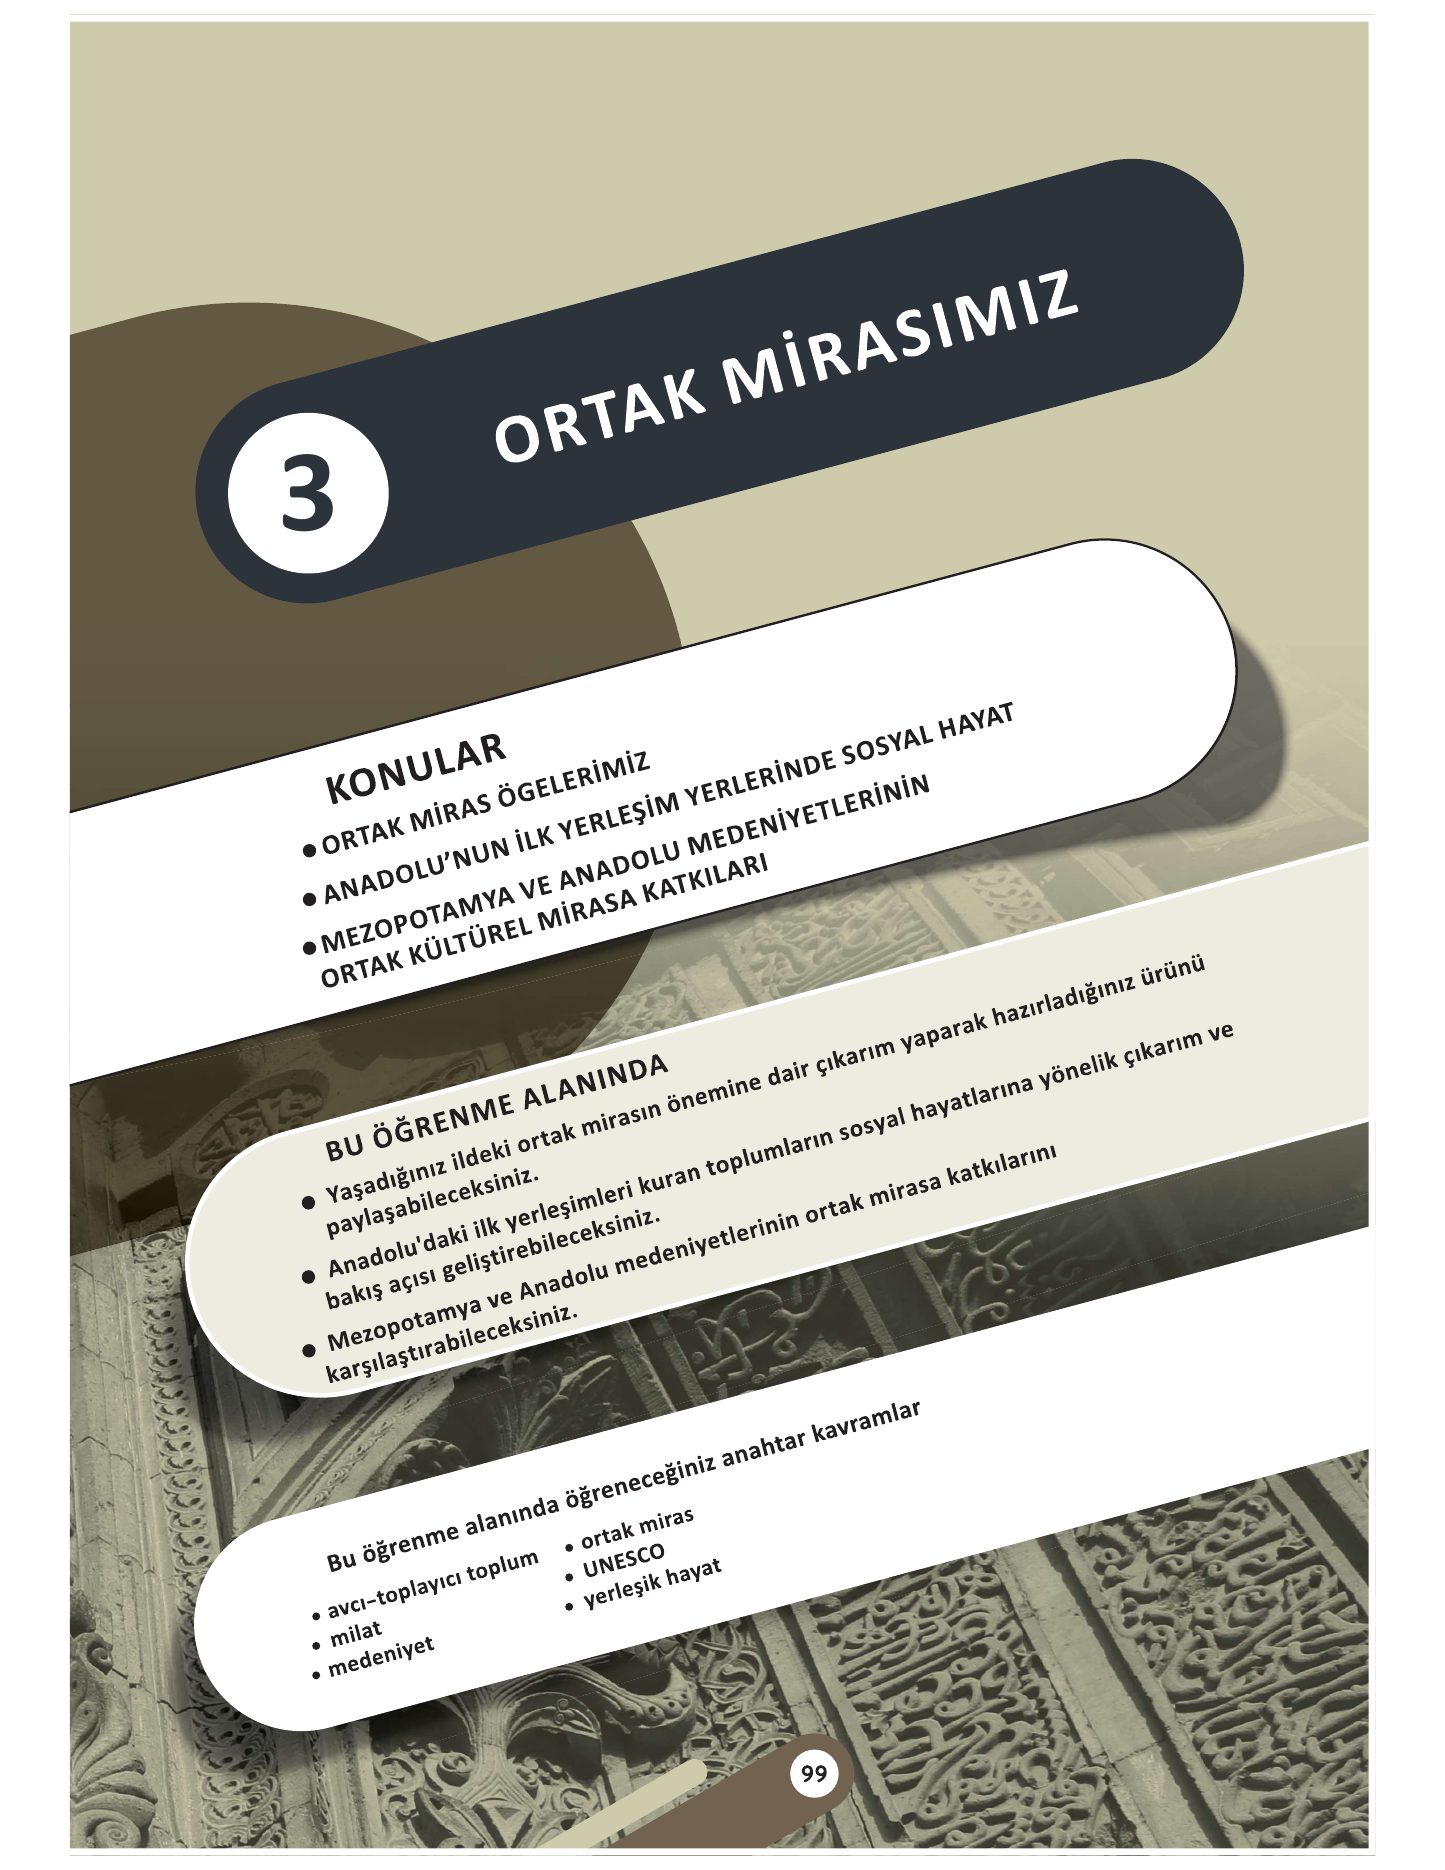 3
ORTAK MİRASIMIZ
KONULAR
● ORTAK MİRAS ÖGELERİMİZ
● ANADOLU’NUN İLK YERLEŞİM YERLERİNDE SOSYAL HAYAT
● MEZOPOTAMYA VE ANADOLU MEDENİYETLERİNİN
ORTAK KÜLTÜREL MİRASA KATKILARI
BU ÖĞRENME ALANINDA
● Yaşadığınız ildeki ortak mirasın önemine dair çıkarım yaparak hazırladığınız ürünü
paylaşabileceksiniz.
● Anadolu'daki ilk yerleşimleri kuran toplumların sosyal hayatlarına yönelik çıkarım ve
bakış açısı geliştirebileceksiniz.
● Mezopotamya ve Anadolu medeniyetlerinin ortak mirasa katkılarını
karşılaştırabileceksiniz.
Bu öğrenme alanında öğreneceğiniz anahtar kavramlar
• avcı–toplayıcı toplum
• milat
• medeniyet
• ortak miras
• UNESCO
• yerleşik hayat
99